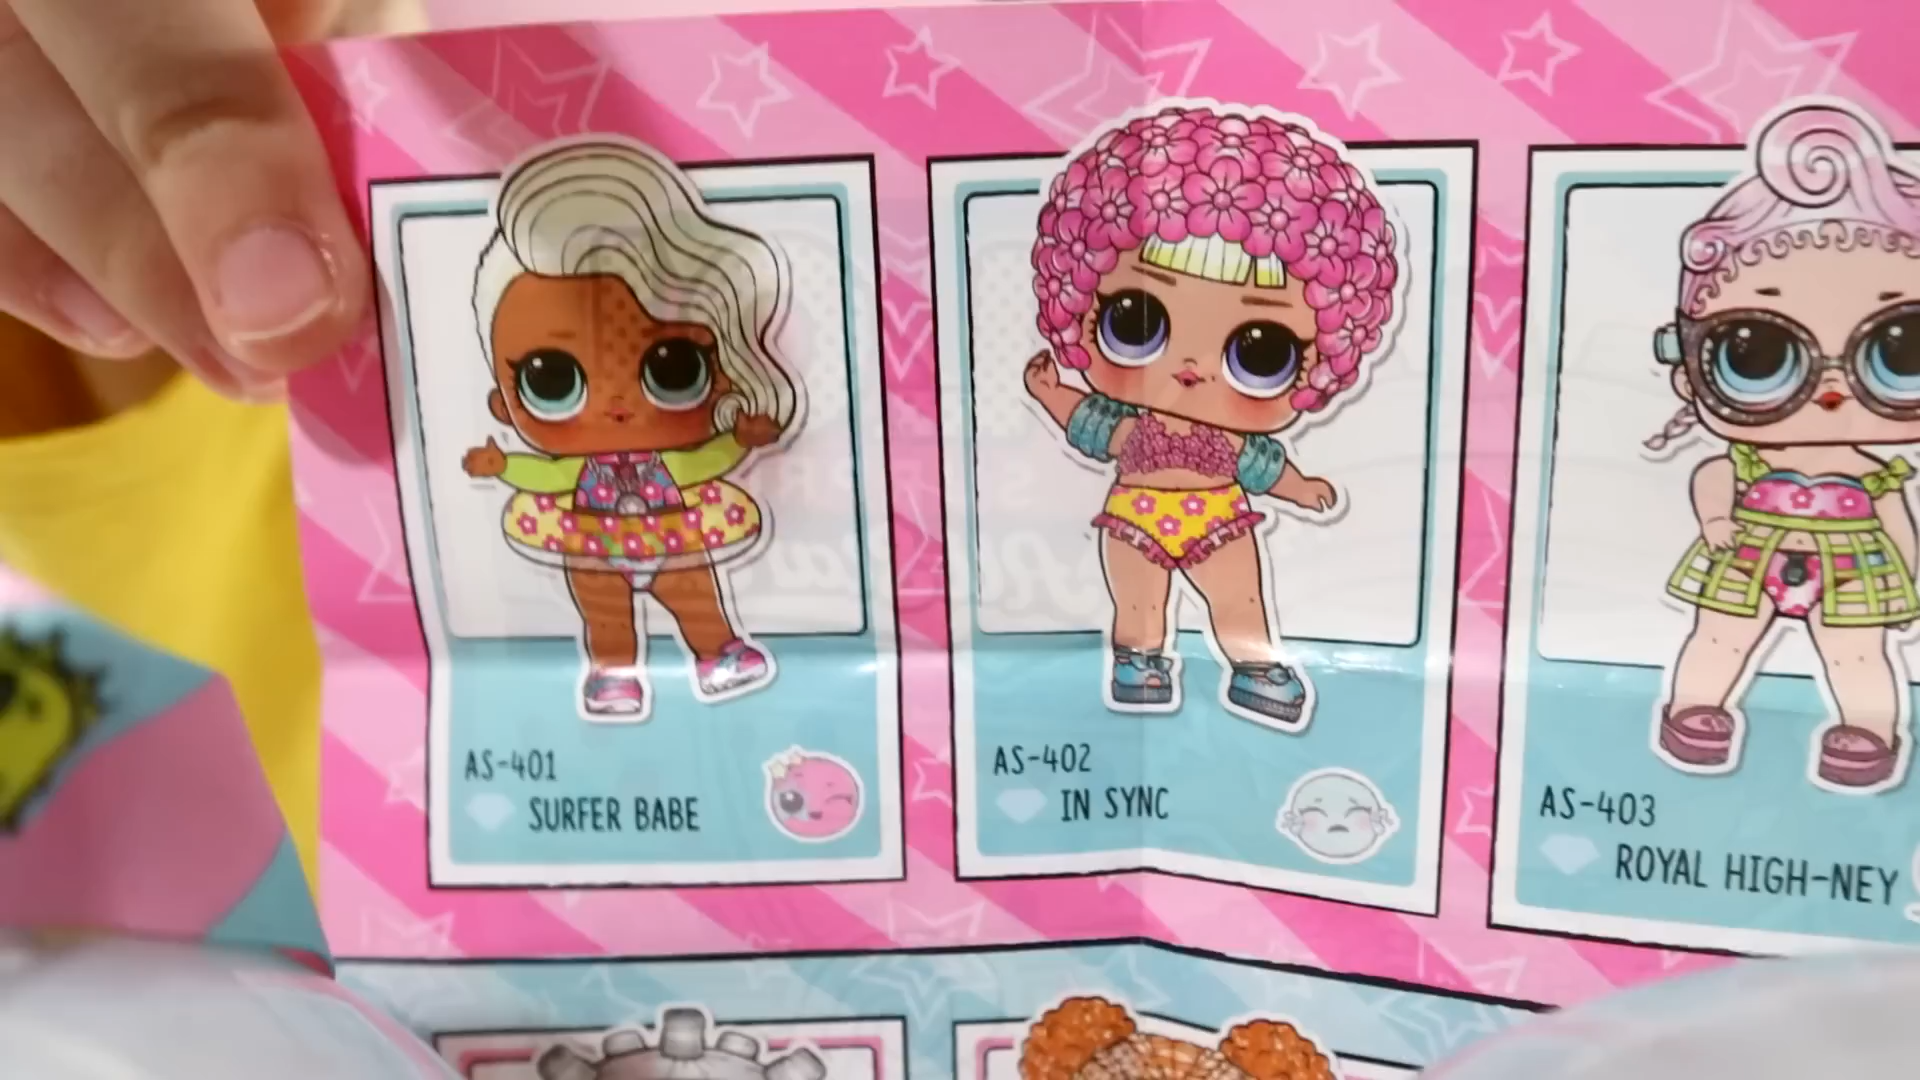 AS-401
SURFER BABE
AS-402
IN SYNC
AS-403
ROYAL HIGH-NEY